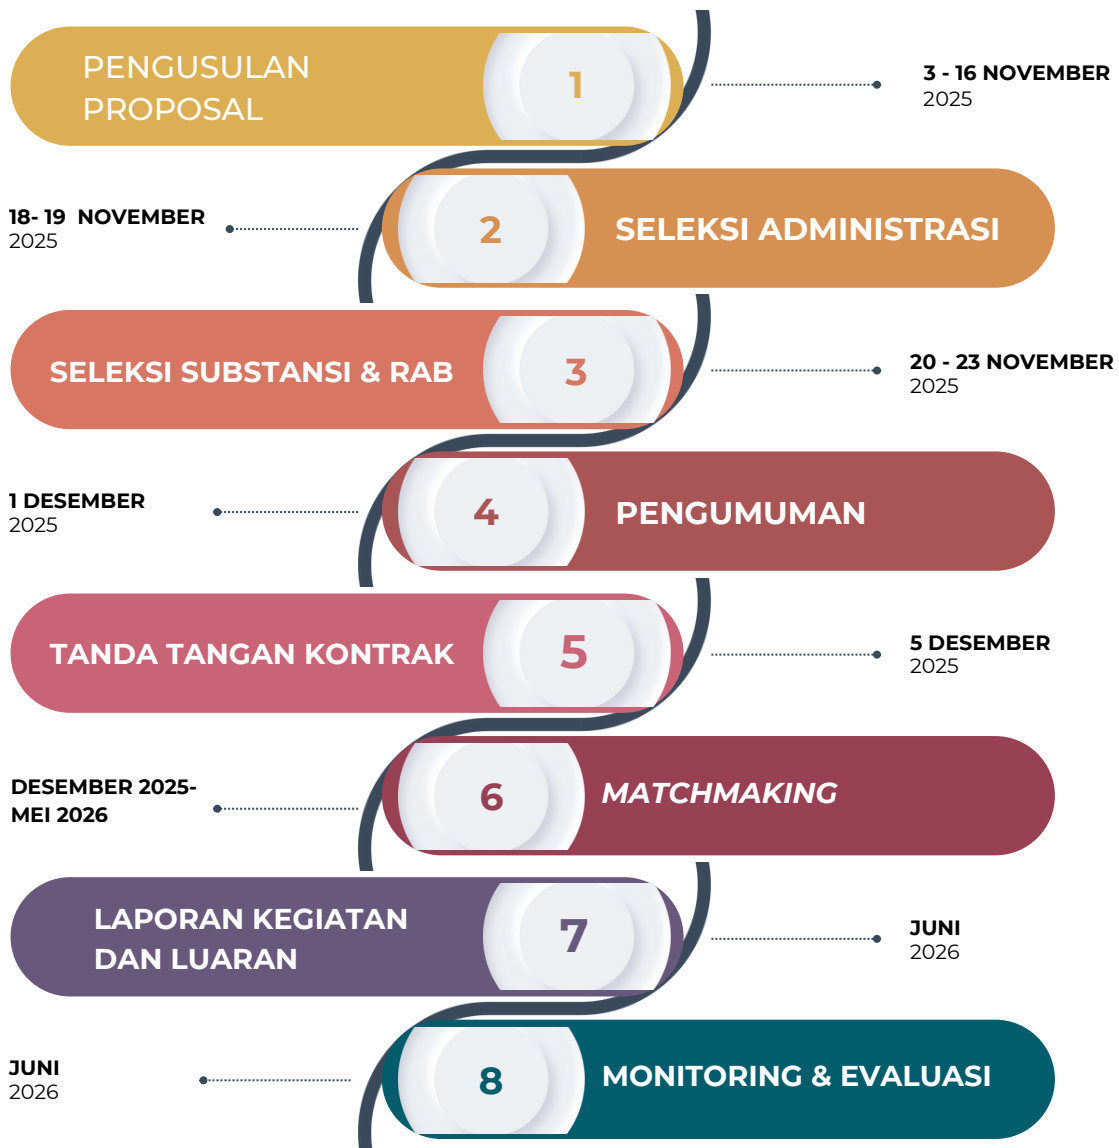 PENGUSULAN
PROPOSAL
1
3 - 16 NOVEMBER
2025
18- 19 NOVEMBER
2025
2
SELEKSI ADMINISTRASI
SELEKSI SUBSTANSI & RAB
3
20 - 23 NOVEMBER
2025
1 DESEMBER
2025
4
PENGUMUMAN
TANDA TANGAN KONTRAK
5
5 DESEMBER
2025
DESEMBER 2025-
MEI 2026
6
MATCHMAKING
LAPORAN KEGIATAN
DAN LUARAN
7
JUNI
2026
JUNI
2026
8
MONITORING & EVALUASI